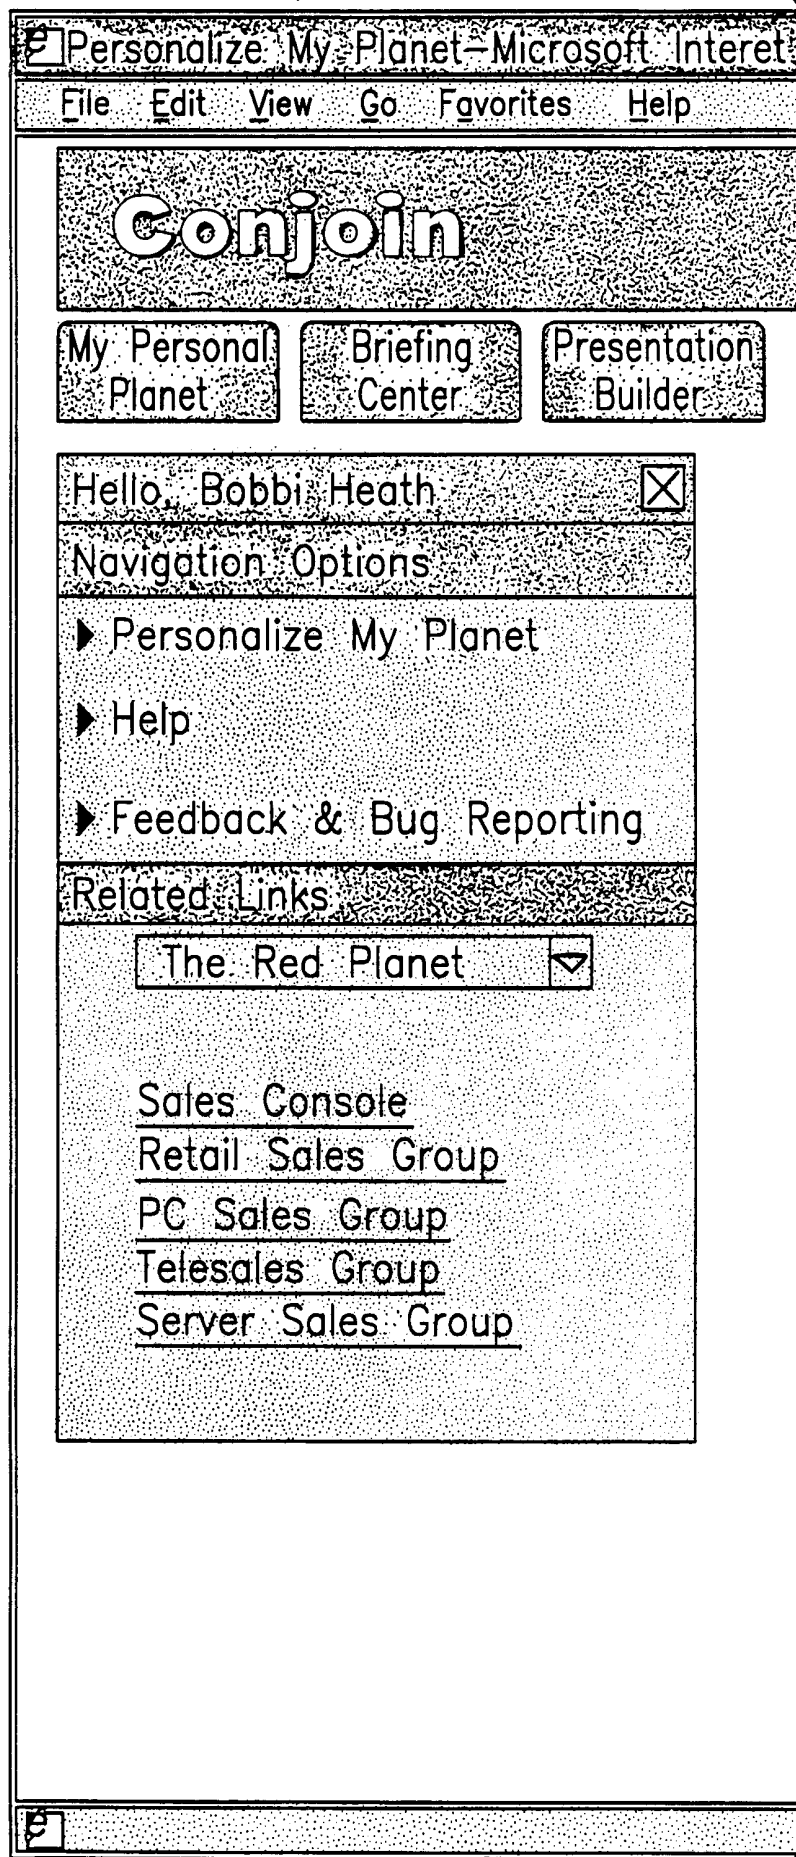 Personalize My Planet-Microsoft Interet
File Edit View Go Favorites Help
Conjoin
My Personal Planet
Briefing Center
Presentation Builder
Hello, Bobbi Heath
Navigation Options
Personalize My Planet
Help
Feedback & Bug Reporting
Related Links
The Red Planet
Sales Console
Retail Sales Group
PC Sales Group
Telesales Group
Server Sales Group